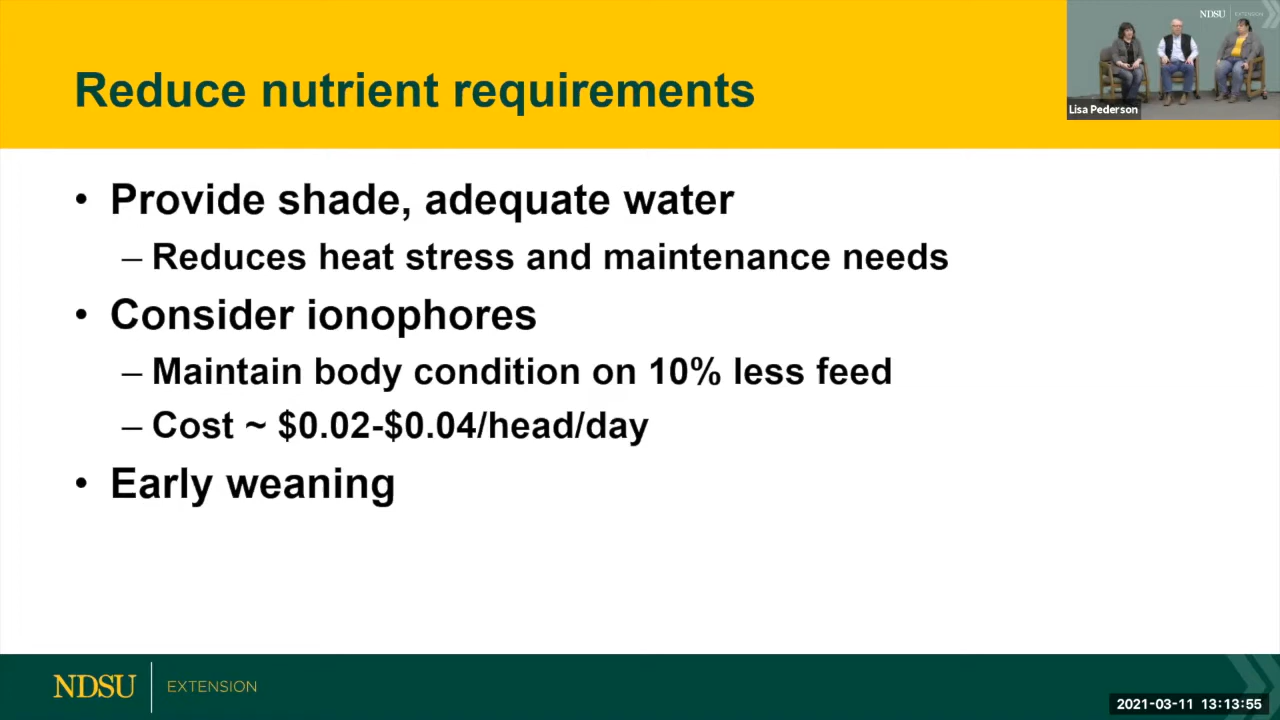 NDSU EXTENSION
Reduce nutrient requirements
Lisa Pederson
• Provide shade, adequate water
– Reduces heat stress and maintenance needs
• Consider ionophores
– Maintain body condition on 10% less feed
– Cost ~ $0.02-$0.04/head/day
• Early weaning
NDSU EXTENSION
2021-03-11 13:13:55